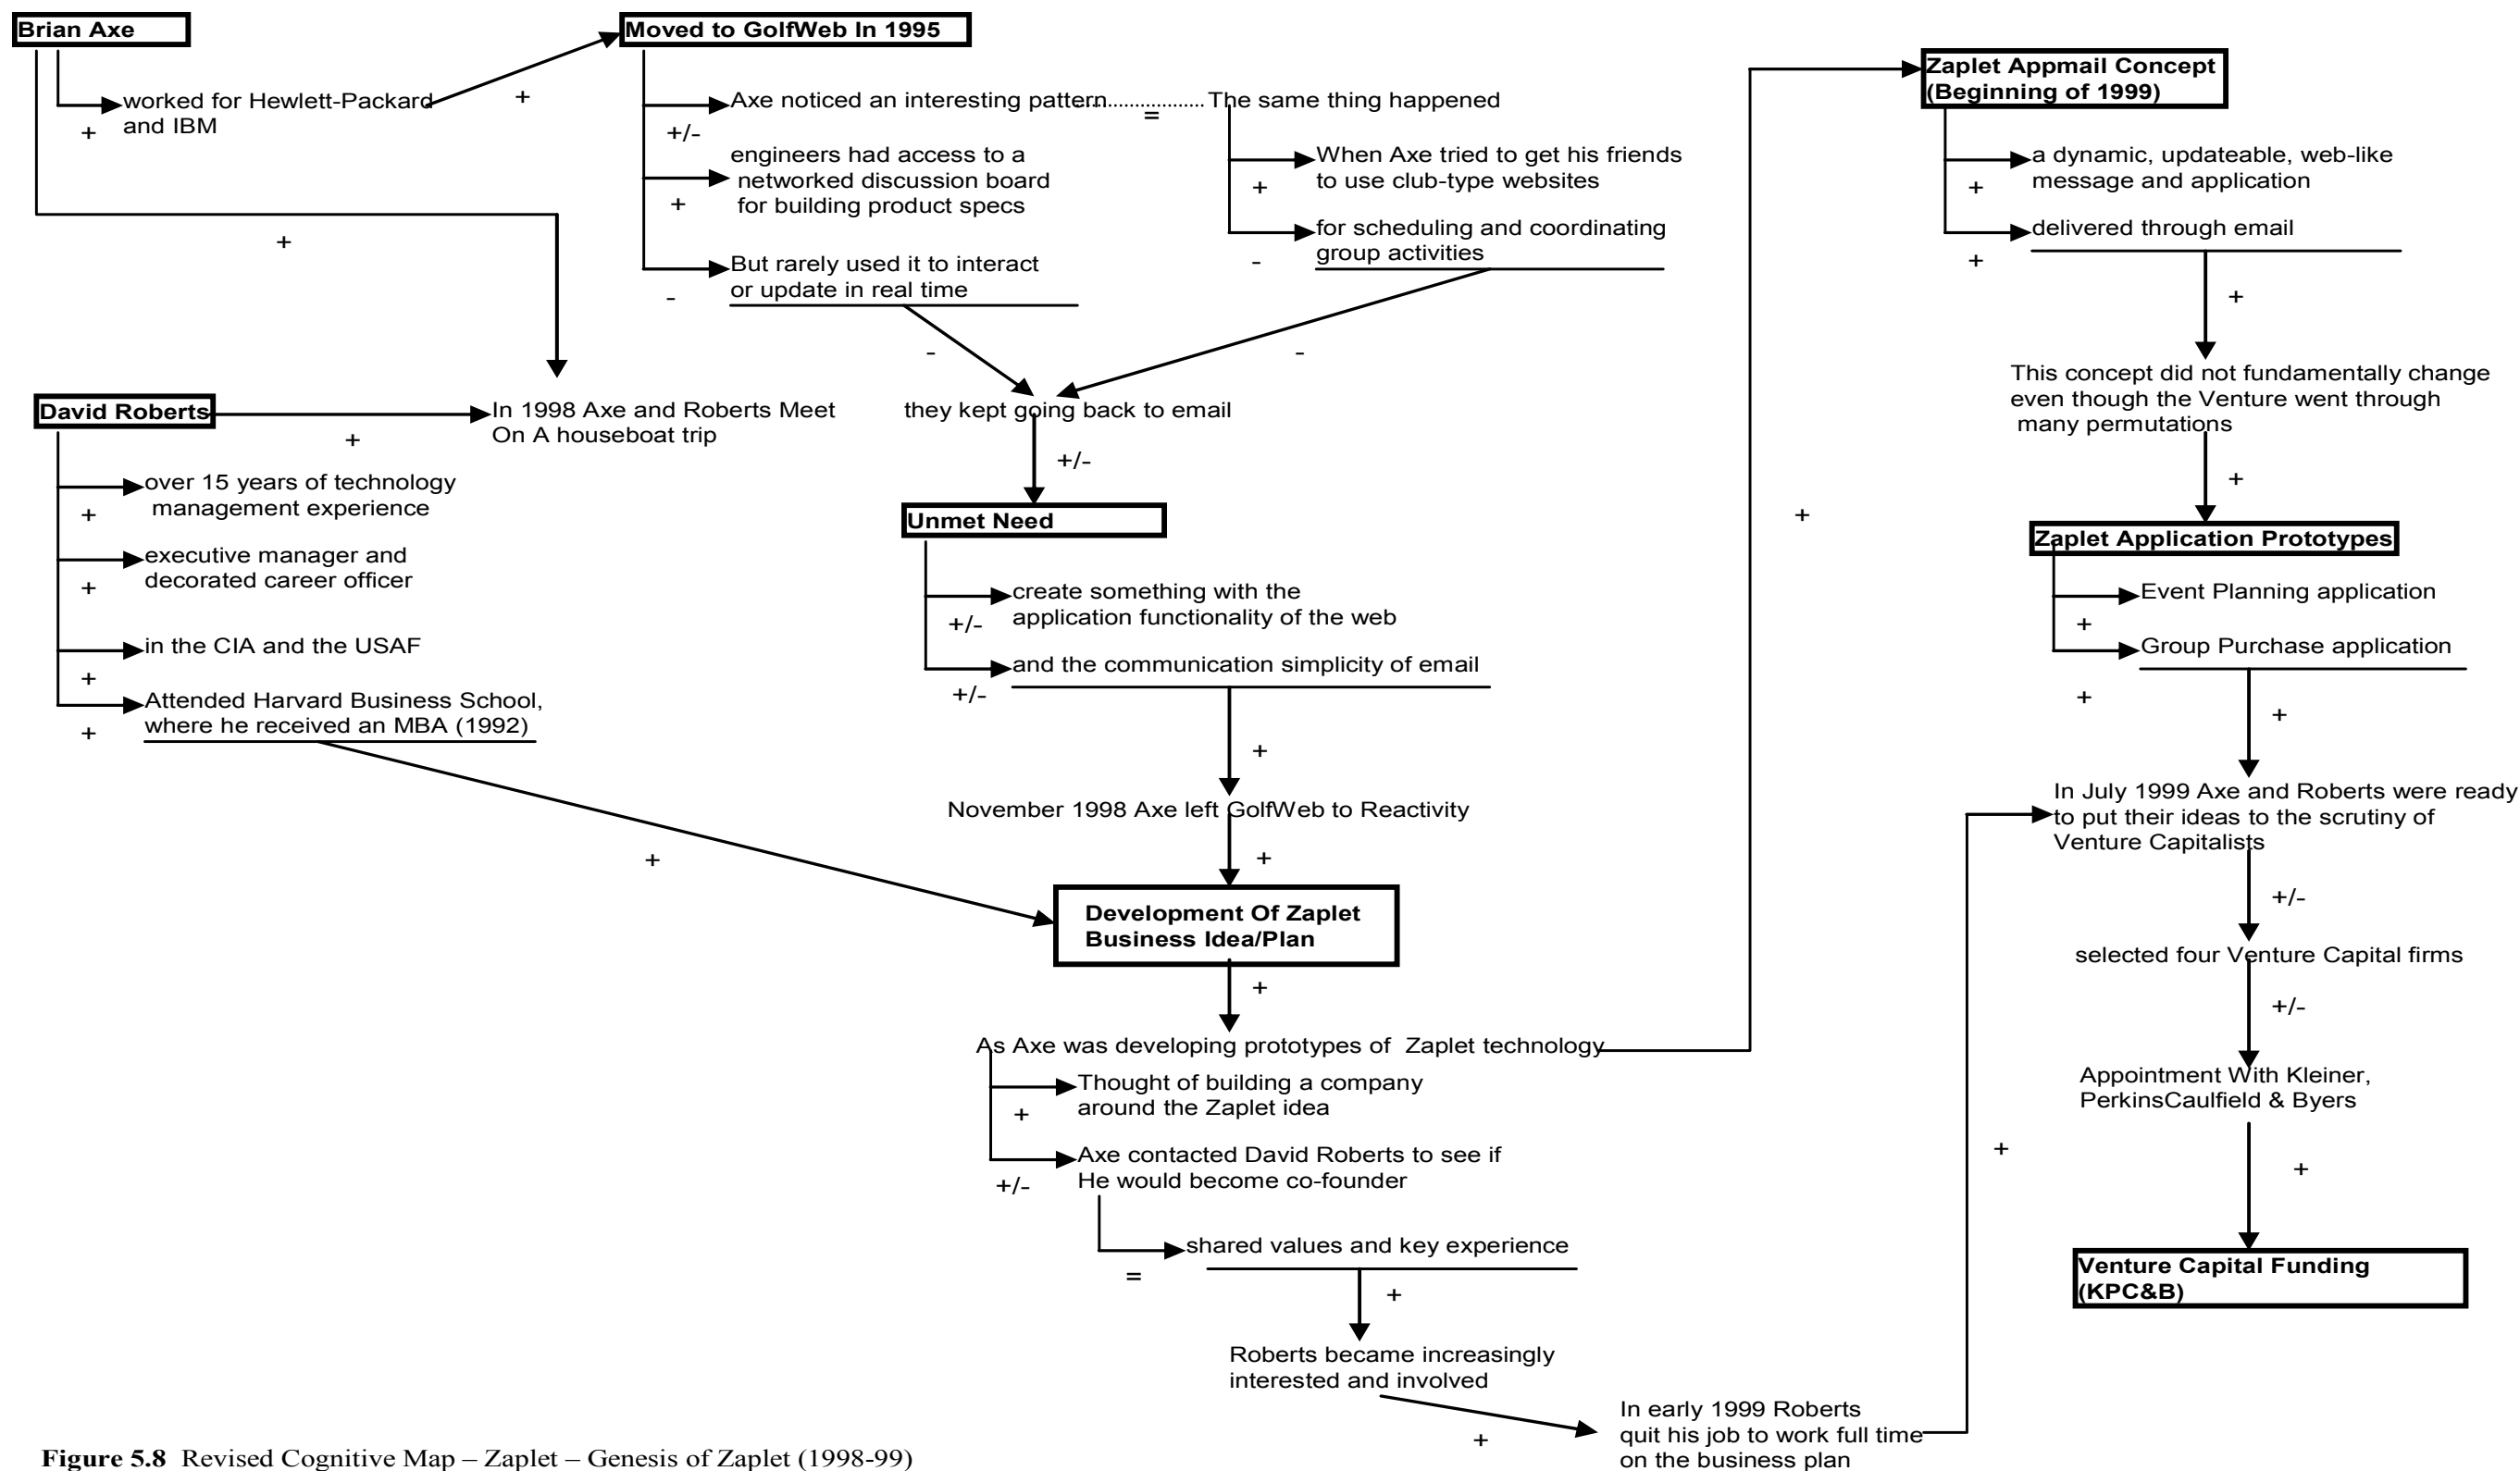 Brian Axe
+
worked for Hewlett-Packard
and IBM
+
+
Moved to GolfWeb In 1995
+/-
Axe noticed an interesting pattern
=
The same thing happened
+
engineers had access to a
networked discussion board
for building product specs
-
But rarely used it to interact
or update in real time
+
When Axe tried to get his friends
to use club-type websites
-
for scheduling and coordinating
group activities
-
-
they kept going back to email
+/-
David Roberts
+
In 1998 Axe and Roberts Meet
On A houseboat trip
+
over 15 years of technology
management experience
+
executive manager and
decorated career officer
+
in the CIA and the USAF
+
Attended Harvard Business School,
where he received an MBA (1992)
+
Unmet Need
+/-
create something with the
application functionality of the web
+/-
and the communication simplicity of email
+
November 1998 Axe left GolfWeb to Reactivity
+
Development Of Zaplet
Business Idea/Plan
+
As Axe was developing prototypes of Zaplet technology
+
Thought of building a company
around the Zaplet idea
+/-
Axe contacted David Roberts to see if
He would become co-founder
=
shared values and key experience
+
Roberts became increasingly
interested and involved
+
In early 1999 Roberts
quit his job to work full time
on the business plan
+
+
Zaplet Appmail Concept
(Beginning of 1999)
+
a dynamic, updateable, web-like
message and application
+
delivered through email
+
This concept did not fundamentally change
even though the Venture went through
many permutations
+
Zaplet Application Prototypes
+
Event Planning application
+
Group Purchase application
+
In July 1999 Axe and Roberts were ready
to put their ideas to the scrutiny of
Venture Capitalists
+/-
selected four Venture Capital firms
+/-
Appointment With Kleiner,
PerkinsCaulfield & Byers
+
Venture Capital Funding
(KPC&B)
Figure 5.8 Revised Cognitive Map – Zaplet – Genesis of Zaplet (1998-99)